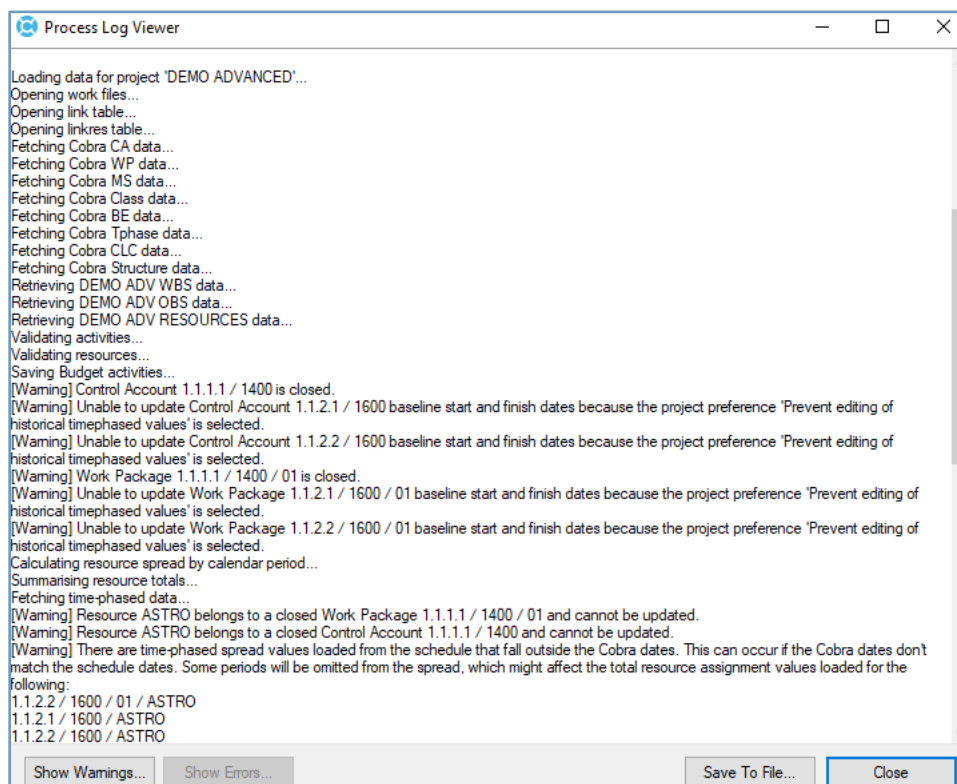 Process Log Viewer
Loading data for project 'DEMO ADVANCED'...
Opening work files...
Opening link table...
Opening linkres table...
Fetching Cobra CA data...
Fetching Cobra WP data...
Fetching Cobra MS data...
Fetching Cobra Class data...
Fetching Cobra BE data...
Fetching Cobra Tphase data...
Fetching Cobra CLC data...
Fetching Cobra Structure data...
Retrieving DEMO ADV WBS data...
Retrieving DEMO ADV OBS data...
Retrieving DEMO ADV RESOURCES data...
Validating activities...
Validating resources...
Saving Budget activities...
[Warning] Control Account 1.1.1.1 / 1400 is closed.
[Warning] Unable to update Control Account 1.1.2.1 / 1600 baseline start and finish dates because the project preference 'Prevent editing of
historical timephased values' is selected.
[Warning] Unable to update Control Account 1.1.2.2 / 1600 baseline start and finish dates because the project preference 'Prevent editing of
historical timephased values' is selected.
[Warning] Work Package 1.1.1.1 / 1400 / 01 is closed.
[Warning] Unable to update Work Package 1.1.2.1 / 1600 / 01 baseline start and finish dates because the project preference 'Prevent editing of
historical timephased values' is selected.
[Warning] Unable to update Work Package 1.1.2.2 / 1600 / 01 baseline start and finish dates because the project preference 'Prevent editing of
historical timephased values' is selected.
Calculating resource spread by calendar period...
Summarising resource totals...
Fetching time-phased data...
[Warning] Resource ASTRO belongs to a closed Work Package 1.1.1.1 / 1400 / 01 and cannot be updated.
[Warning] Resource ASTRO belongs to a closed Control Account 1.1.1.1 / 1400 and cannot be updated.
[Warning] There are time-phased spread values loaded from the schedule that fall outside the Cobra dates. This can occur if the Cobra dates don't
match the schedule dates. Some periods will be omitted from the spread, which might affect the total resource assignment values loaded for the
following:
1.1.2.2 / 1600 / 01 / ASTRO
1.1.2.1 / 1600 / ASTRO
1.1.2.2 / 1600 / ASTRO
Show Warnings... Show Errors... Save To File... Close